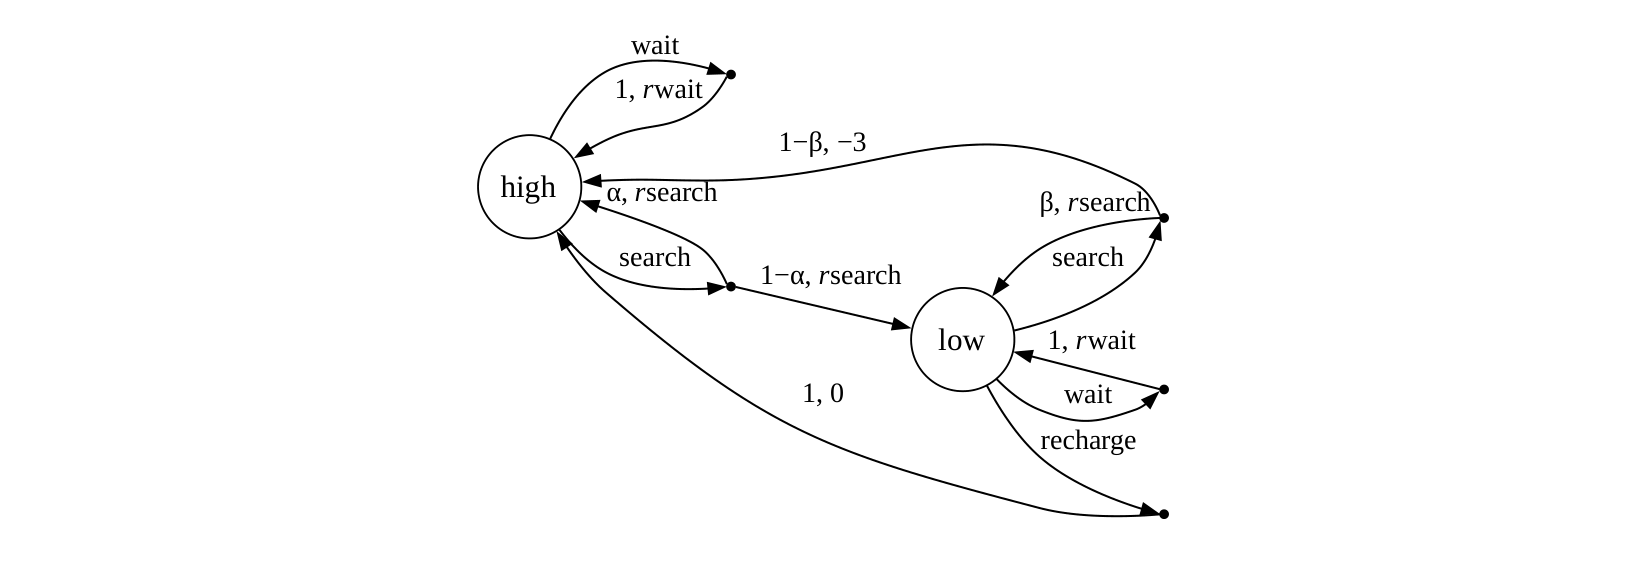 wait
1, rwait
1−β, −3
high
α, rsearch
β, rsearch
search
search
1−α, rsearch
low
1, rwait
wait
1, 0
recharge